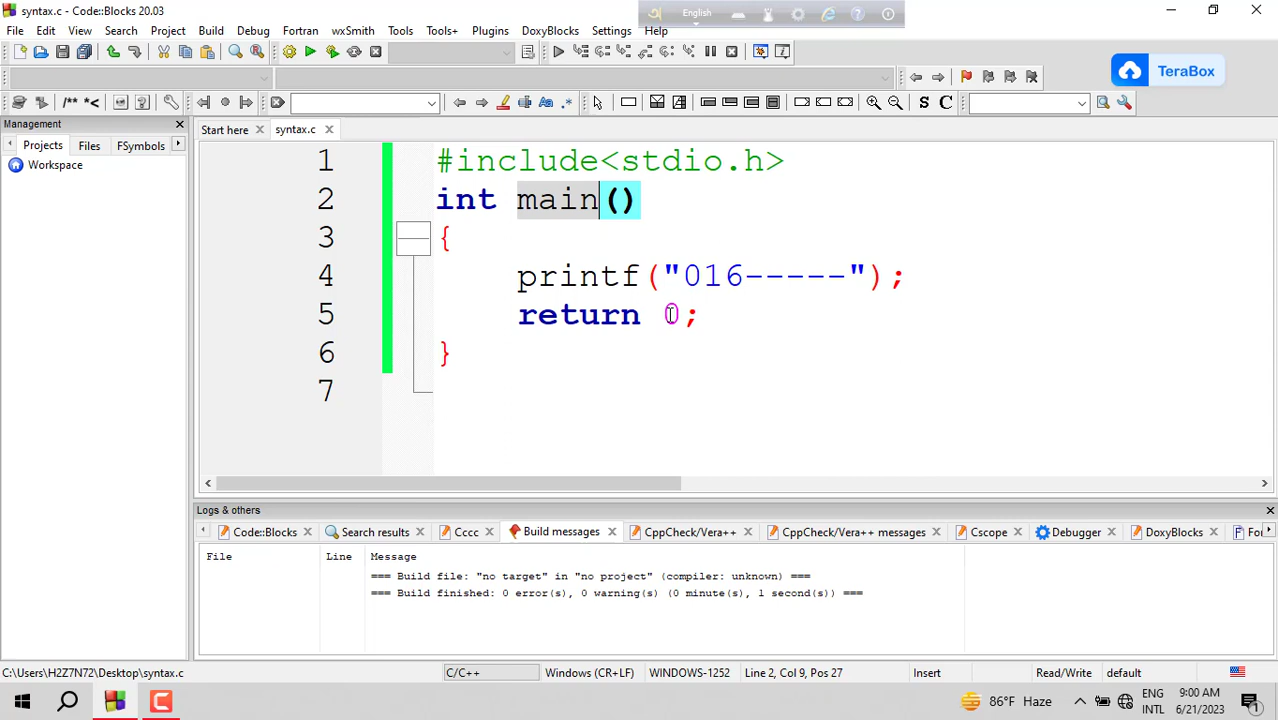 syntax.c - Code::Blocks 20.03
English
File Edit View Search Project Build Debug Fortran wxSmith Tools Tools+ Plugins DoxyBlocks Settings Help
TeraBox
/** *<
S C
Management
Start here syntax.c
Projects Files FSymbols
Workspace
1 #include<stdio.h>
2 int main()
3 {
4 printf("016-----");
5 return 0;
6 }
7
Logs & others
Code::Blocks Search results Cccc Build messages CppCheck/Vera++ CppCheck/Vera++ messages Cscope Debugger DoxyBlocks
File Line Message
=== Build file: "no target" in "no project" (compiler: unknown) ===
=== Build finished: 0 error(s), 0 warning(s) (0 minute(s), 1 second(s)) ===
C:\Users\H2Z7N72\Desktop\syntax.c C/C++ Windows (CR+LF) WINDOWS-1252 Line 2, Col 9, Pos 27 Insert Read/Write default
86°F Haze ENG INTL 9:00 AM 6/21/2023